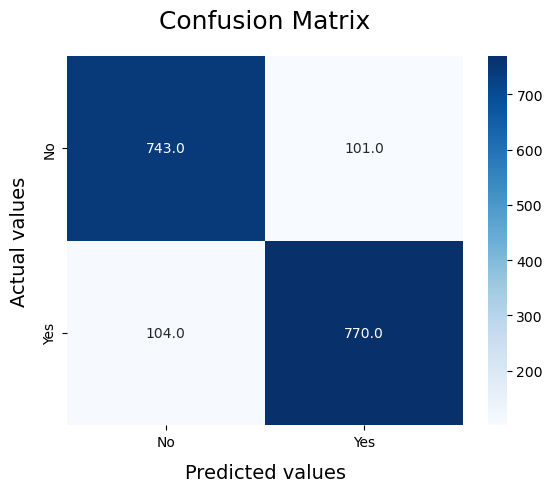 Confusion Matrix
Actual values
No
743.0
101.0
Yes
104.0
770.0
No
Yes
Predicted values
700
600
500
400
300
200